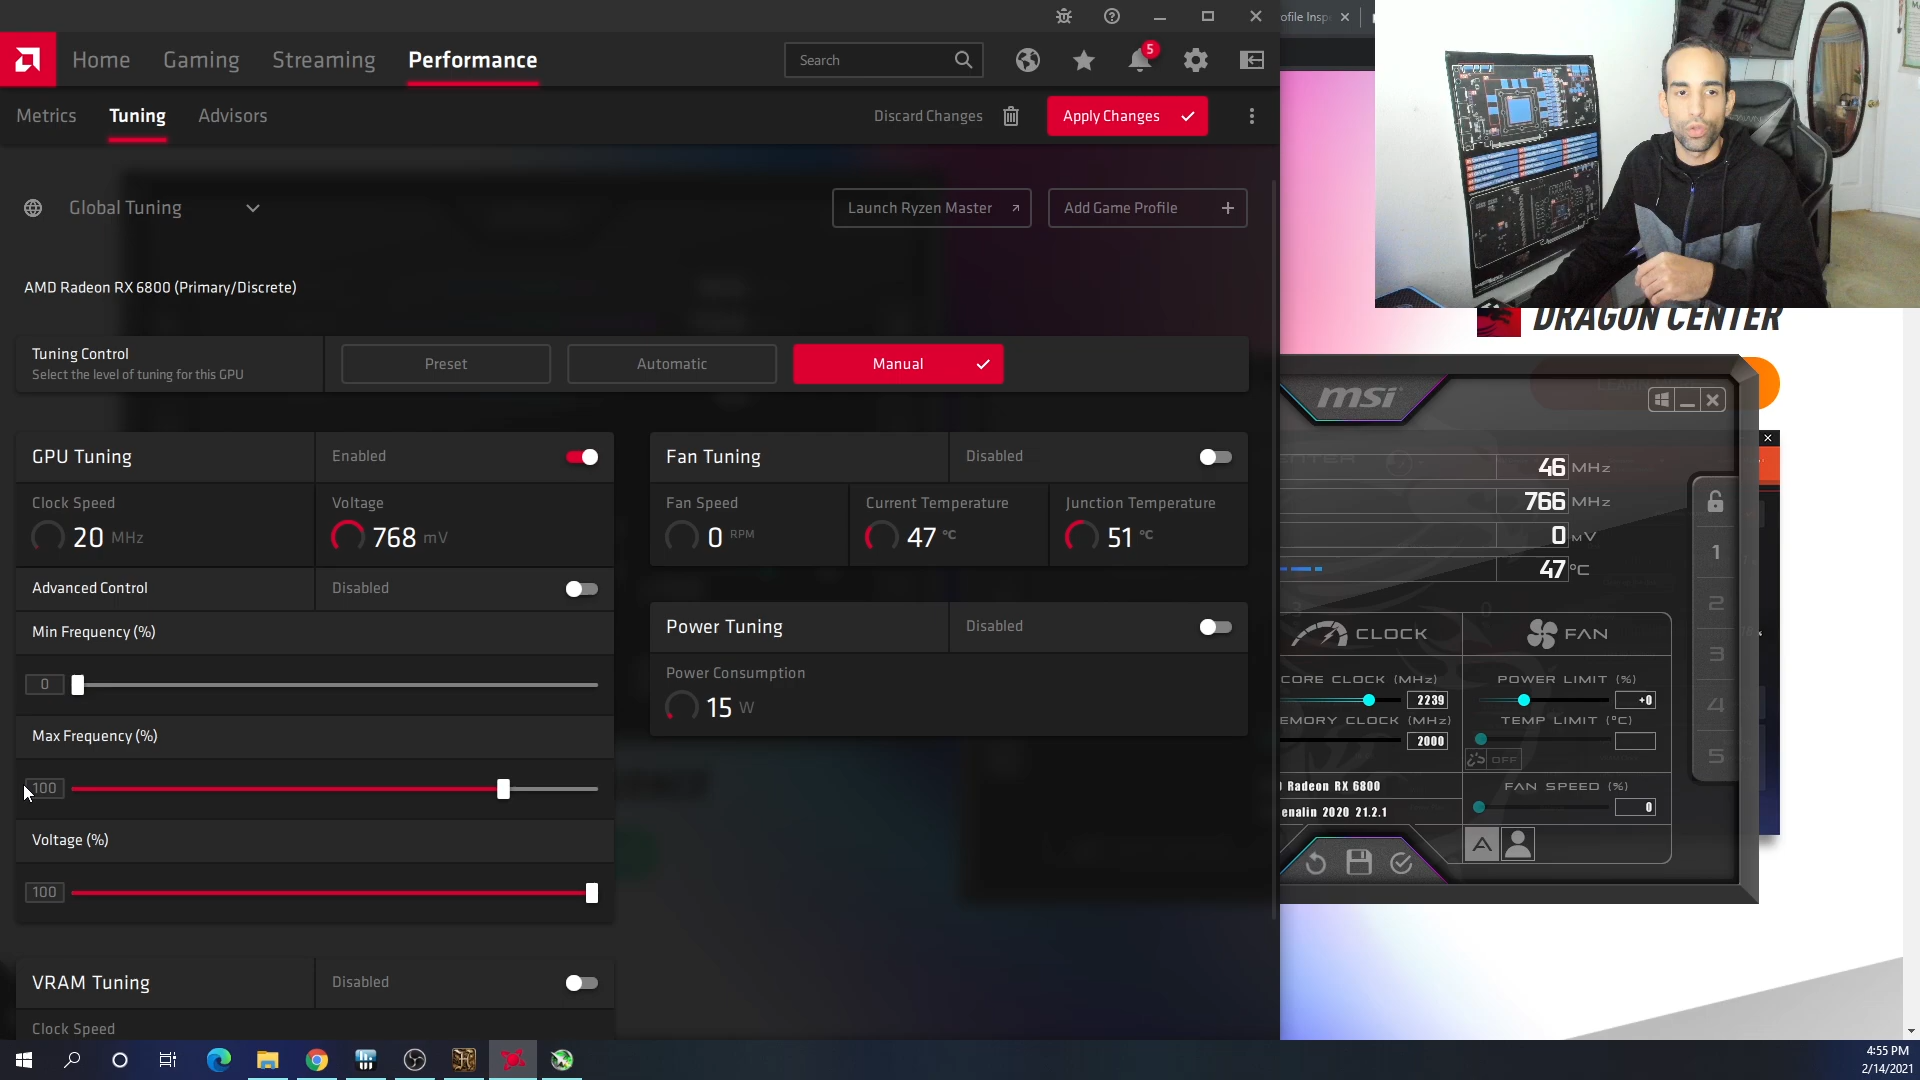 ofile Insp
Home Gaming Streaming Performance
Search
5
Metrics Tuning Advisors
Discard Changes
Apply Changes
Global Tuning
Launch Ryzen Master
Add Game Profile
AMD Radeon RX 6800 (Primary/Discrete)
Tuning Control
Select the level of tuning for this GPU
Preset
Automatic
Manual
GPU Tuning
Enabled
Clock Speed
20 MHz
Voltage
768 mV
Advanced Control
Disabled
Min Frequency (%)
0
Max Frequency (%)
100
Voltage (%)
100
VRAM Tuning
Disabled
Clock Speed
Fan Tuning
Disabled
Fan Speed
0 RPM
Current Temperature
47 °C
Junction Temperature
51 °C
Power Tuning
Disabled
Power Consumption
15 W
DRAGON CENTER
msi
46 MHz
766 MHz
0 mV
47 °C
CLOCK
FAN
CORE CLOCK (MHz)
2239
EMORY CLOCK (MHz)
2000
POWER LIMIT (%)
+0
TEMP LIMIT (°C)
OFF
FAN SPEED (%)
0
Radeon RX 6800
enalin 2020 21.2.1
A
1
2
3
4
5
4:55 PM
2/14/2021